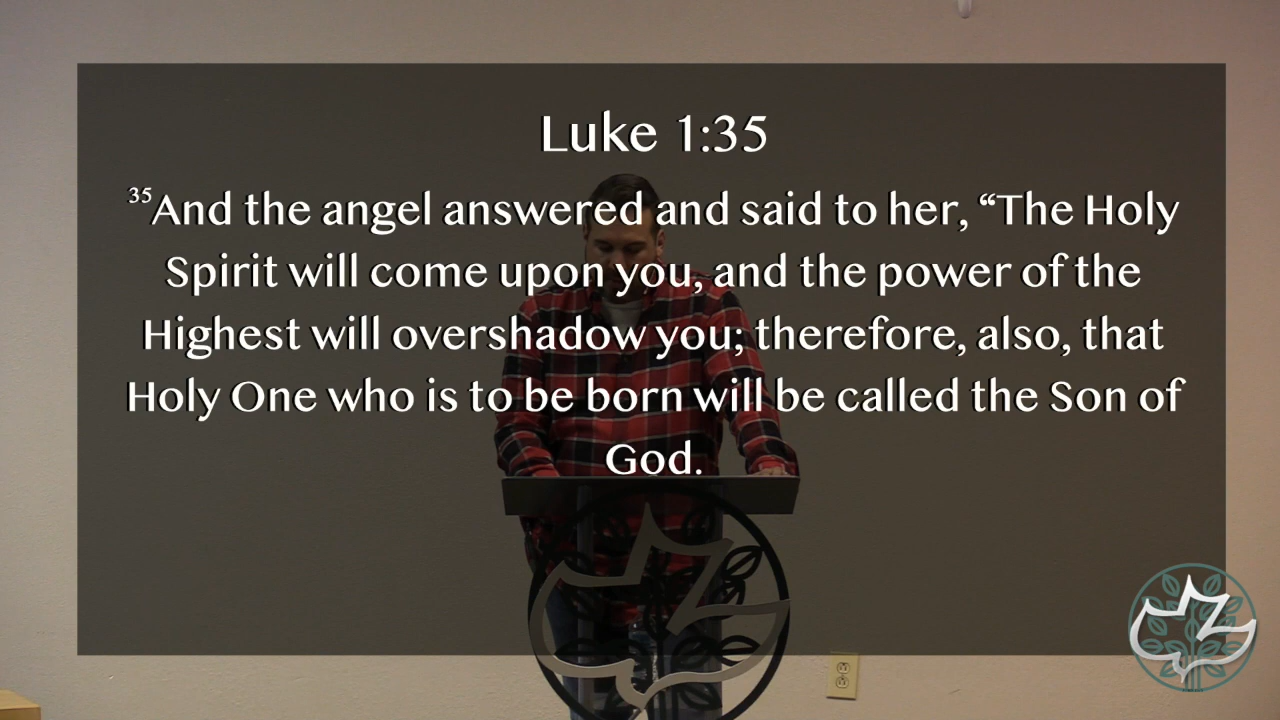 Luke 1:35
35And the angel answered and said to her, “The Holy
Spirit will come upon you, and the power of the
Highest will overshadow you; therefore, also, that
Holy One who is to be born will be called the Son of
God.